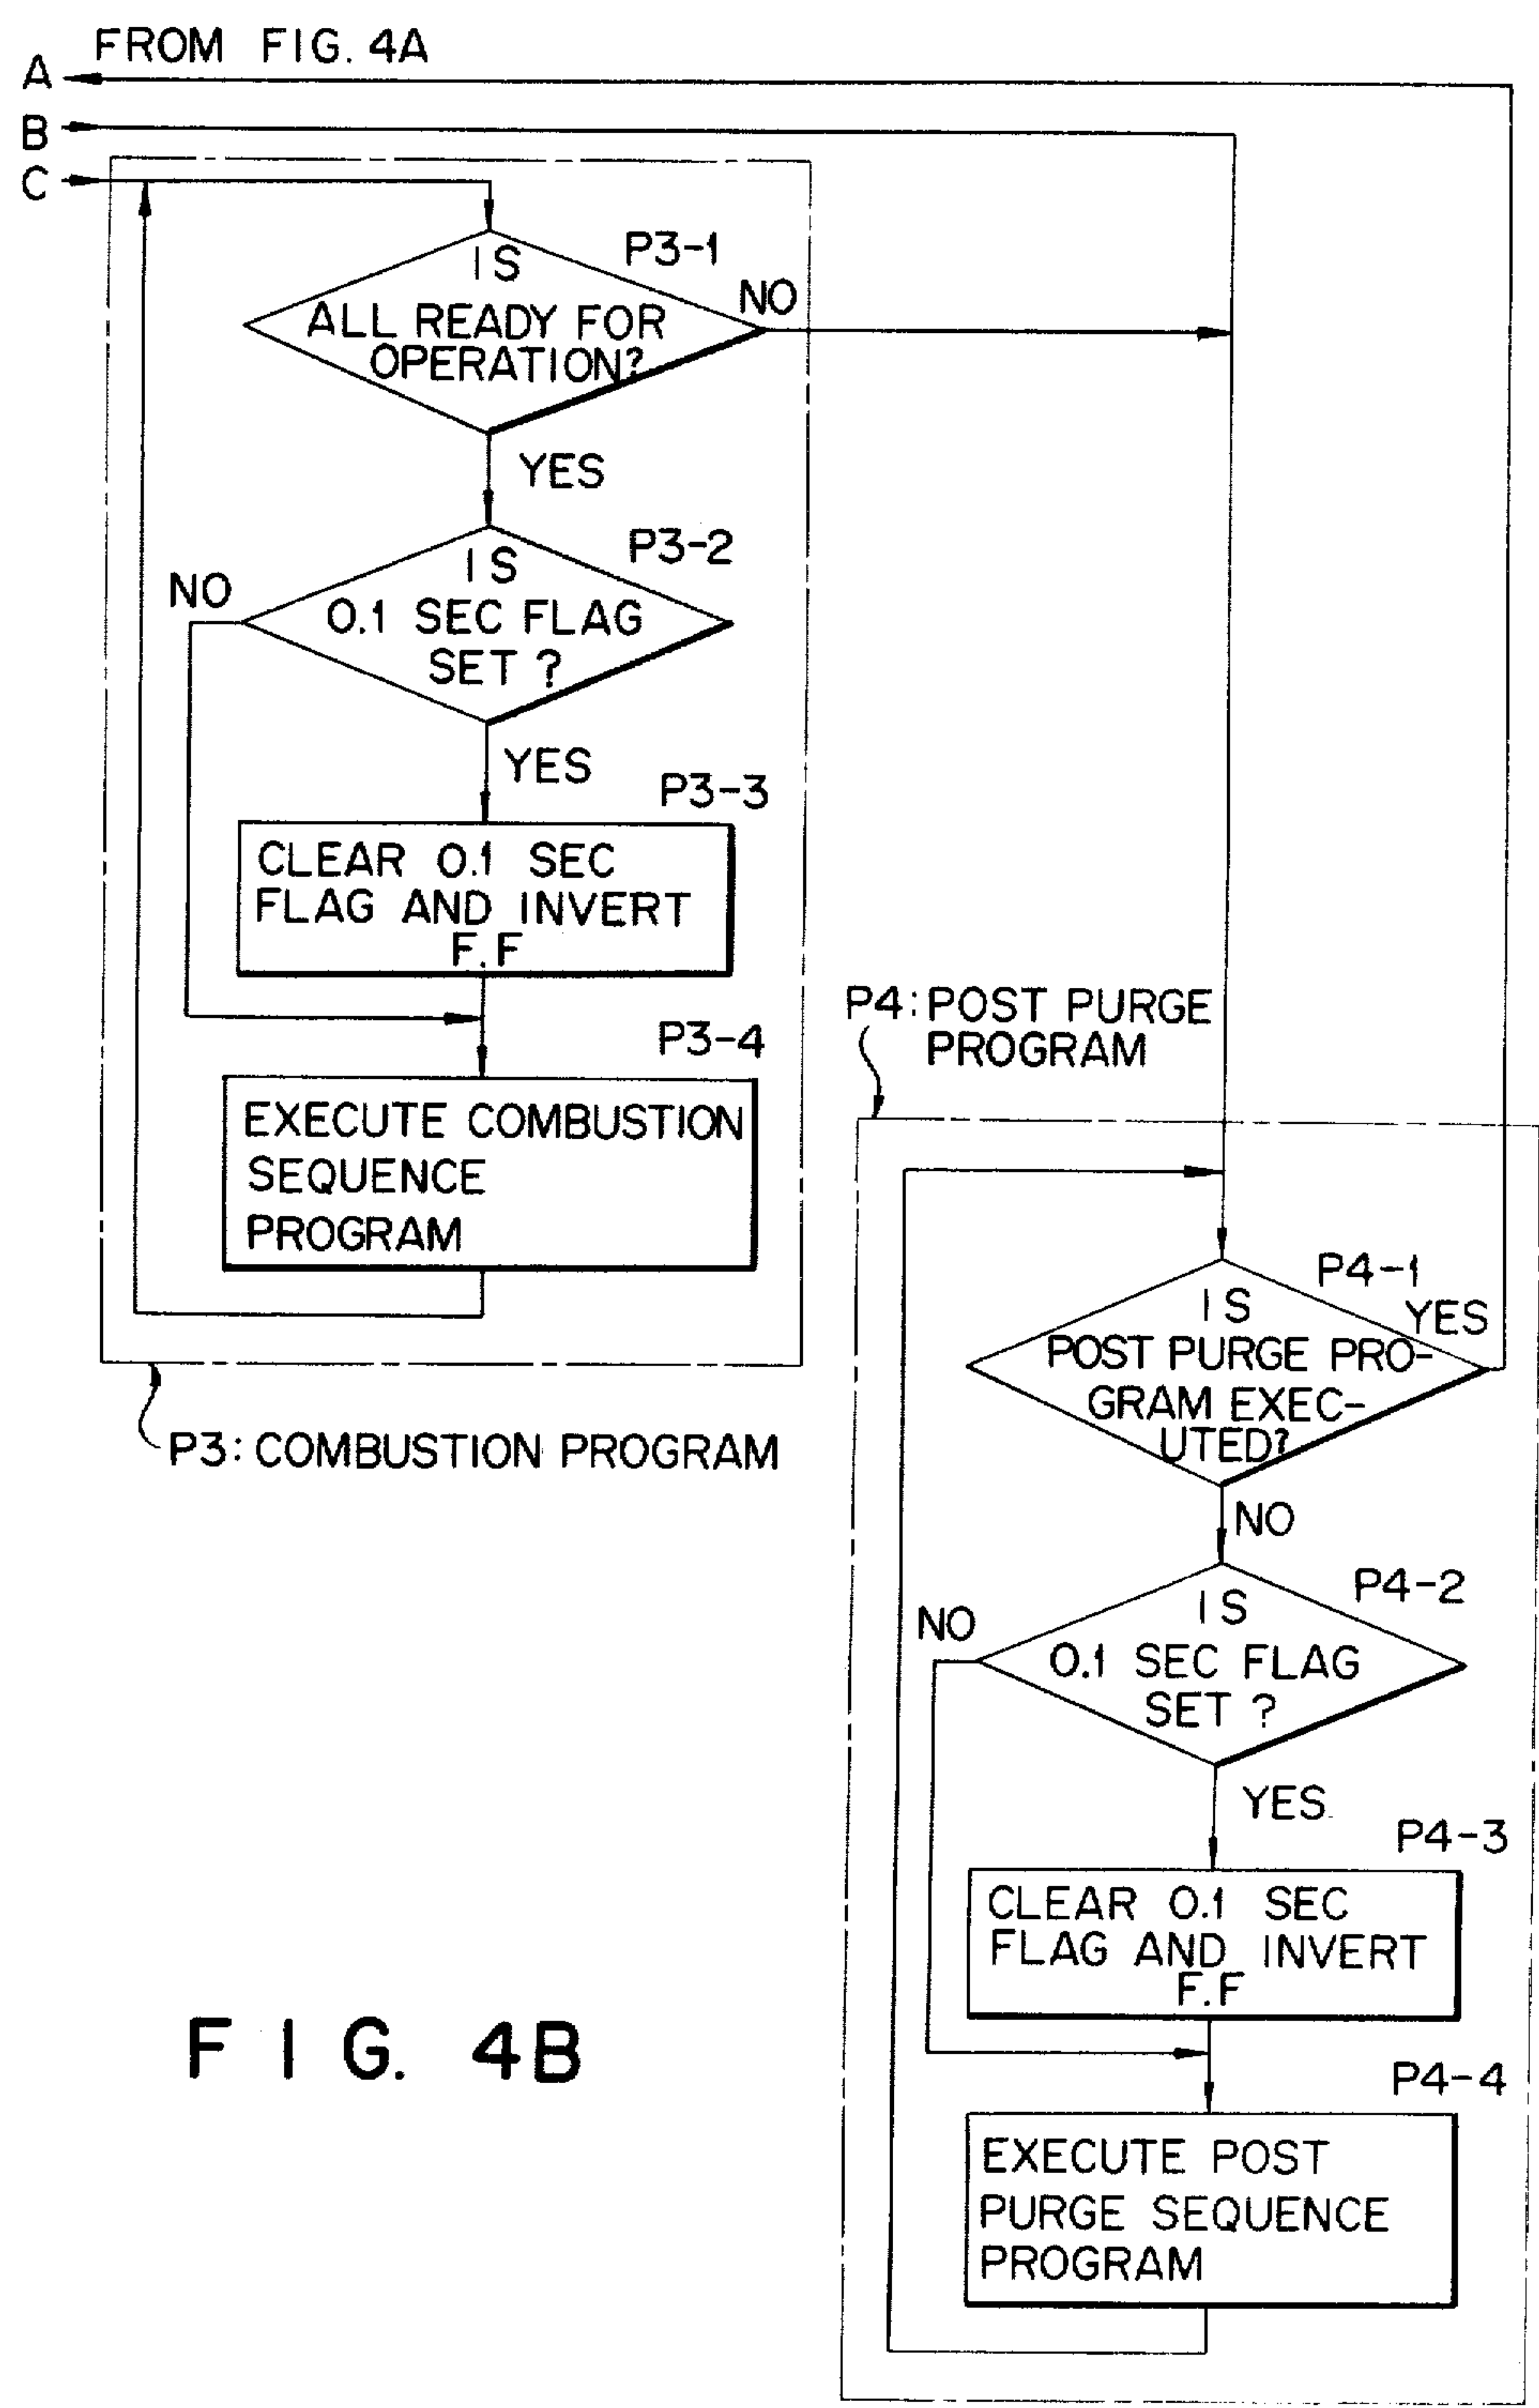 FROM FIG. 4A
A
B
C
P3-1
IS
ALL READY FOR
OPERATION?
NO
YES
P3-2
IS
0.1 SEC FLAG
SET ?
NO
YES
P3-3
CLEAR 0.1 SEC
FLAG AND INVERT
F.F
P3-4
EXECUTE COMBUSTION
SEQUENCE
PROGRAM
P3: COMBUSTION PROGRAM
P4: POST PURGE
PROGRAM
P4-1
IS
POST PURGE PRO-
GRAM EXEC-
UTED?
YES
NO
P4-2
IS
0.1 SEC FLAG
SET ?
NO
YES
P4-3
CLEAR 0.1 SEC
FLAG AND INVERT
F.F
P4-4
EXECUTE POST
PURGE SEQUENCE
PROGRAM
FIG. 4B